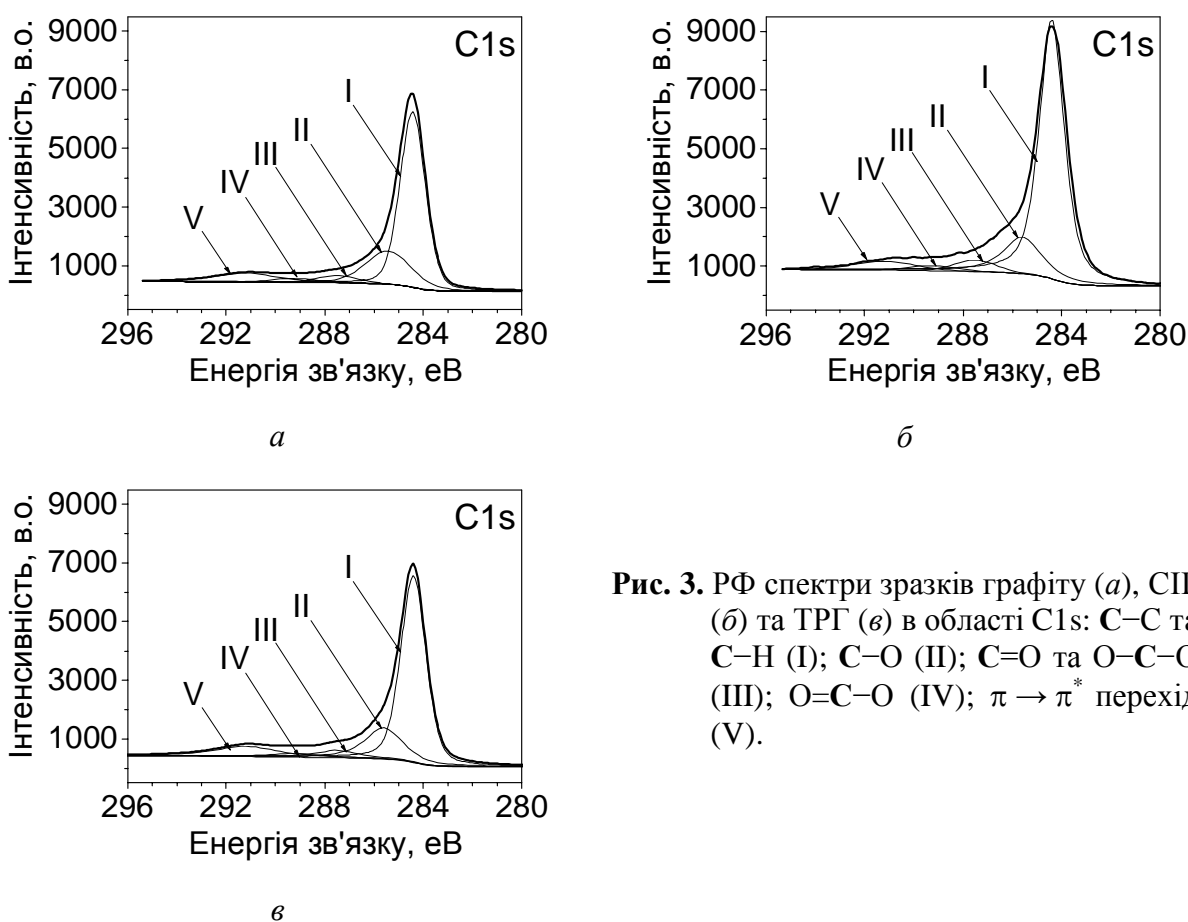 C1s
Інтенсивність, в.о.
9000
7000
5000
3000
1000
I
II
III
IV
V
296 292 288 284 280
Енергія зв'язку, еВ
а
C1s
Інтенсивність, в.о.
9000
7000
5000
3000
1000
I
II
III
IV
V
296 292 288 284 280
Енергія зв'язку, еВ
б
C1s
Інтенсивність, в.о.
9000
7000
5000
3000
1000
I
II
III
IV
V
296 292 288 284 280
Енергія зв'язку, еВ
в
Рис. 3. РФ спектри зразків графіту (а),
(б) та ТРГ (в) в області C1s: C−C та
C−H (I); C−O (II); C=O та O−C−O
(III); O=C−O (IV); π → π* перехід
(V).